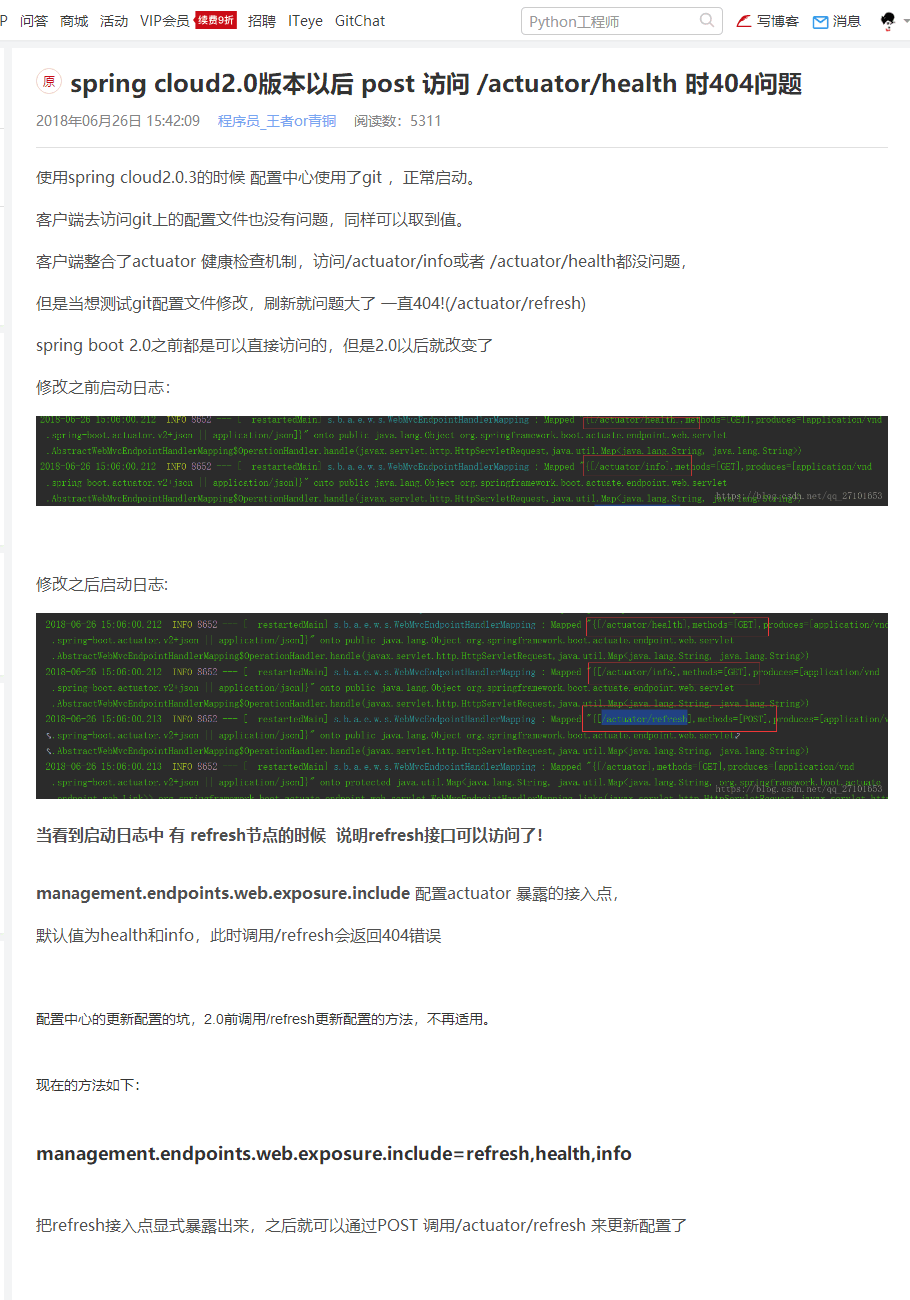 P 问答 商城 活动 VIP会员 续费9折 招聘 ITeye GitChat Python工程师 写博客 消息
原 spring cloud2.0版本以后 post 访问 /actuator/health 时404问题
2018年06月26日 15:42:09 程序员_王者or青铜 阅读数：5311
使用spring cloud2.0.3的时候 配置中心使用了git ，正常启动。
客户端去访问git上的配置文件也没有问题，同样可以取到值。
客户端整合了actuator 健康检查机制，访问/actuator/info或者 /actuator/health都没问题，
但是当想测试git配置文件修改，刷新就问题大了 一直404!(/actuator/refresh)
spring boot 2.0之前都是可以直接访问的，但是2.0以后就改变了
修改之前启动日志：
2018-06-26 15:06:00.212 INFO 8652 --- [ restartedMain] s.b.a.e.w.s.WebMvcEndpointHandlerMapping : Mapped "{[/actuator/health],methods=[GET],produces=[application/vnd
.spring-boot.actuator.v2+json || application/json]}" onto public java.lang.Object org.springframework.boot.actuate.endpoint.web.servlet
.AbstractWebMvcEndpointHandlerMapping$OperationHandler.handle(javax.servlet.http.HttpServletRequest,java.util.Map<java.lang.String, java.lang.String>)
2018-06-26 15:06:00.212 INFO 8652 --- [ restartedMain] s.b.a.e.w.s.WebMvcEndpointHandlerMapping : Mapped "{[/actuator/info],methods=[GET],produces=[application/vnd
.spring-boot.actuator.v2+json || application/json]}" onto public java.lang.Object org.springframework.boot.actuate.endpoint.web.servlet
.AbstractWebMvcEndpointHandlerMapping$OperationHandler.handle(javax.servlet.http.HttpServletRequest,java.util.Map<java.lang.String, java.lang.String>)
https://blog.csdn.net/qq_27101653
修改之后启动日志:
2018-06-26 15:06:00.212 INFO 8652 --- [ restartedMain] s.b.a.e.w.s.WebMvcEndpointHandlerMapping : Mapped "{[/actuator/health],methods=[GET],produces=[application/vnd
.spring-boot.actuator.v2+json || application/json]}" onto public java.lang.Object org.springframework.boot.actuate.endpoint.web.servlet
.AbstractWebMvcEndpointHandlerMapping$OperationHandler.handle(javax.servlet.http.HttpServletRequest,java.util.Map<java.lang.String, java.lang.String>)
2018-06-26 15:06:00.212 INFO 8652 --- [ restartedMain] s.b.a.e.w.s.WebMvcEndpointHandlerMapping : Mapped "{[/actuator/info],methods=[GET],produces=[application/vnd
.spring-boot.actuator.v2+json || application/json]}" onto public java.lang.Object org.springframework.boot.actuate.endpoint.web.servlet
.AbstractWebMvcEndpointHandlerMapping$OperationHandler.handle(javax.servlet.http.HttpServletRequest,java.util.Map<java.lang.String, java.lang.String>)
2018-06-26 15:06:00.213 INFO 8652 --- [ restartedMain] s.b.a.e.w.s.WebMvcEndpointHandlerMapping : Mapped "{[/actuator/refresh],methods=[POST],produces=[application/v
.spring-boot.actuator.v2+json || application/json]}" onto public java.lang.Object org.springframework.boot.actuate.endpoint.web.servlet
.AbstractWebMvcEndpointHandlerMapping$OperationHandler.handle(javax.servlet.http.HttpServletRequest,java.util.Map<java.lang.String, java.lang.String>)
2018-06-26 15:06:00.213 INFO 8652 --- [ restartedMain] s.b.a.e.w.s.WebMvcEndpointHandlerMapping : Mapped "{[/actuator],methods=[GET],produces=[application/vnd
.spring-boot.actuator.v2+json || application/json]}" onto protected java.util.Map<java.lang.String, java.util.Map<java.lang.String, org.springframework.boot.actuate
https://blog.csdn.net/qq_27101653
当看到启动日志中 有 refresh节点的时候 说明refresh接口可以访问了！
management.endpoints.web.exposure.include 配置actuator 暴露的接入点，
默认值为health和info，此时调用/refresh会返回404错误
配置中心的更新配置的坑，2.0前调用/refresh更新配置的方法，不再适用。
现在的方法如下：
management.endpoints.web.exposure.include=refresh,health,info
把refresh接入点显式暴露出来，之后就可以通过POST 调用/actuator/refresh 来更新配置了